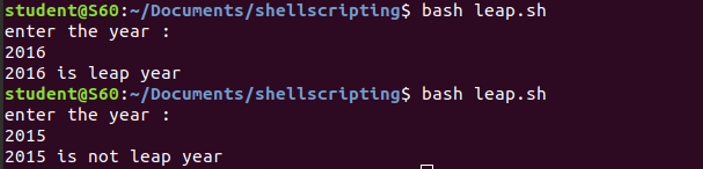 student@S60:~/Documents/shellscripting$ bash leap.sh
enter the year :
2016
2016 is leap year
student@S60:~/Documents/shellscripting$ bash leap.sh
enter the year :
2015
2015 is not leap year